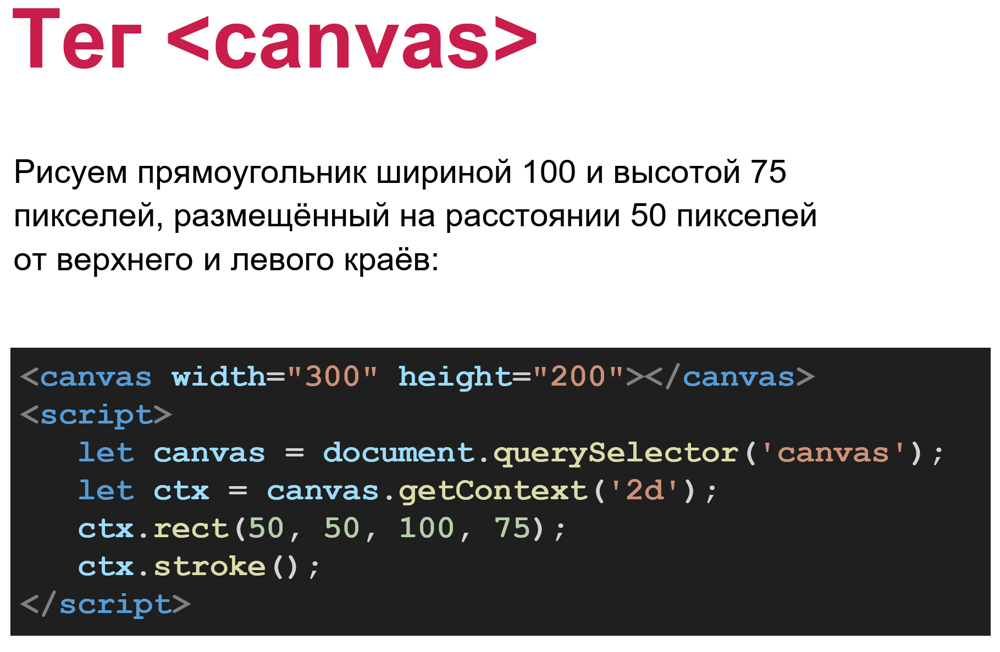 Тег <canvas>
Рисуем прямоугольник шириной 100 и высотой 75
пикселей, размещённый на расстоянии 50 пикселей
от верхнего и левого краёв:
<canvas width="300" height="200"></canvas>
<script>
   let canvas = document.querySelector('canvas');
   let ctx = canvas.getContext('2d');
   ctx.rect(50, 50, 100, 75);
   ctx.stroke();
</script>